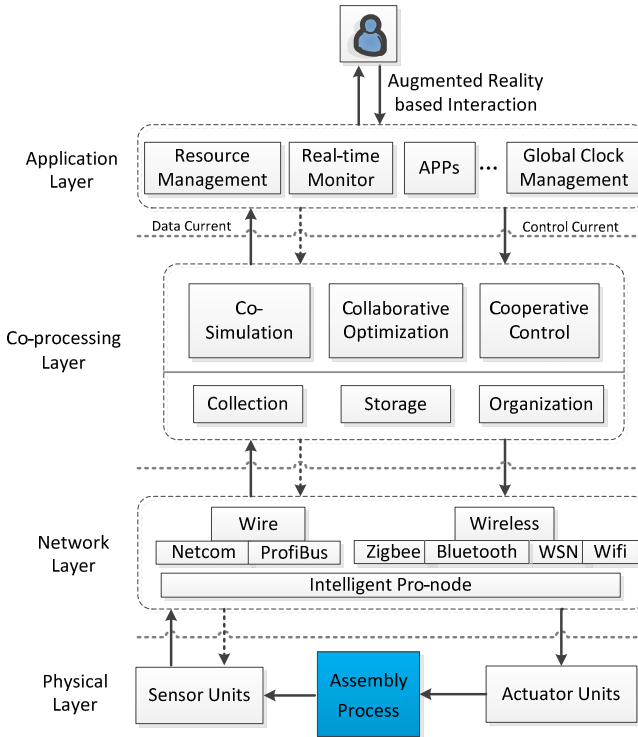 Augmented Reality
based Interaction
Application
Layer
Resource
Management
Real-time
Monitor
APPs
...
Global Clock
Management
Data Current
Control Current
Co-processing
Layer
Co-
Simulation
Collaborative
Optimization
Cooperative
Control
Collection
Storage
Organization
Network
Layer
Wire
Netcom
ProfiBus
Wireless
Zigbee
Bluetooth
WSN
Wifi
Intelligent Pro-node
Physical
Layer
Sensor Units
Assembly
Process
Actuator Units